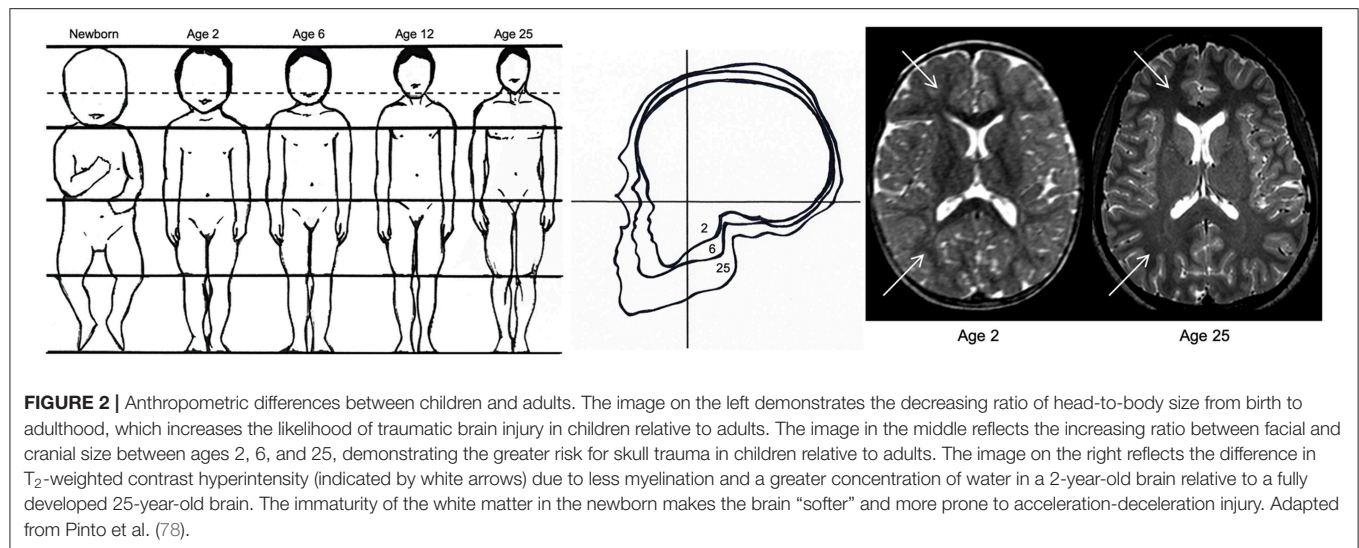 Newborn Age 2 Age 6 Age 12 Age 25
2
6
25
Age 2 Age 25
FIGURE 2 | Anthropometric differences between children and adults. The image on the left demonstrates the decreasing ratio of head-to-body size from birth to
adulthood, which increases the likelihood of traumatic brain injury in children relative to adults. The image in the middle reflects the increasing ratio between facial and
cranial size between ages 2, 6, and 25, demonstrating the greater risk for skull trauma in children relative to adults. The image on the right reflects the difference in
T2-weighted contrast hyperintensity (indicated by white arrows) due to less myelination and a greater concentration of water in a 2-year-old brain relative to a fully
developed 25-year-old brain. The immaturity of the white matter in the newborn makes the brain “softer” and more prone to acceleration-deceleration injury. Adapted
from Pinto et al. (78).